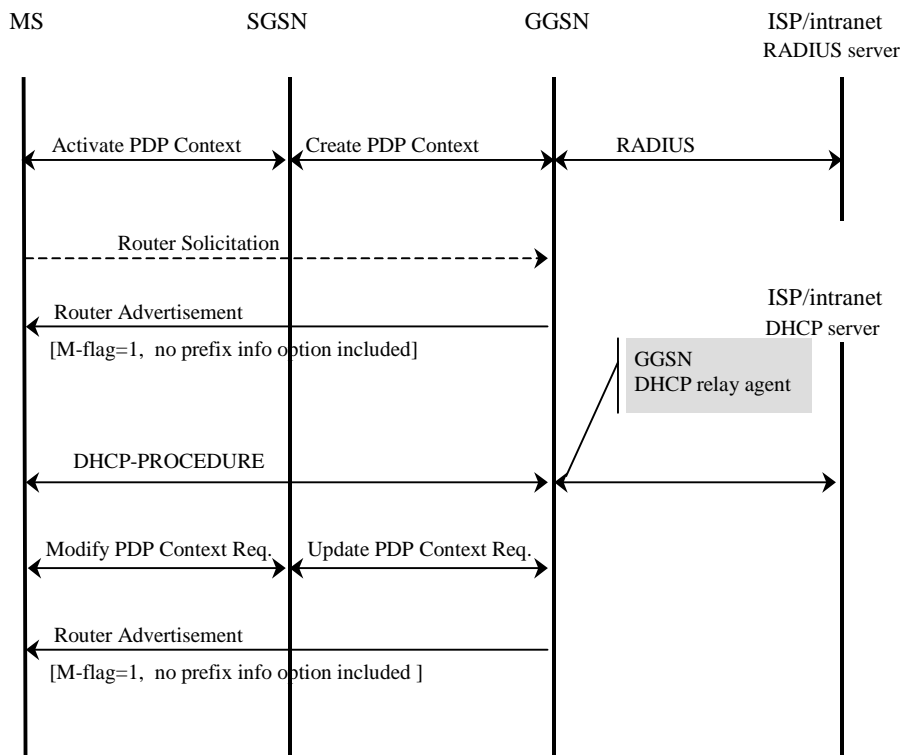 MS
SGSN
GGSN
ISP/intranet
RADIUS server
Activate PDP Context
Create PDP Context
RADIUS
Router Solicitation
ISP/intranet
DHCP server
Router Advertisement
[M-flag=1, no prefix info option included]
GGSN
DHCP relay agent
DHCP-PROCEDURE
Modify PDP Context Req.
Update PDP Context Req.
Router Advertisement
[M-flag=1, no prefix info option included ]